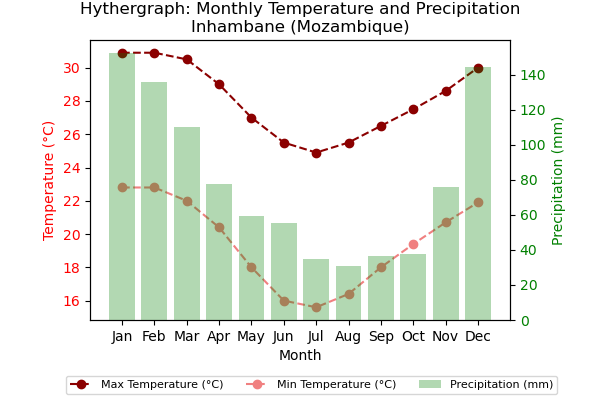 Hythergraph: Monthly Temperature and Precipitation
Inhambane (Mozambique)
Temperature (°C)
30
28
26
24
22
20
18
16
Precipitation (mm)
140
120
100
80
60
40
20
0
Jan Feb Mar Apr May Jun Jul Aug Sep Oct Nov Dec
Month
Max Temperature (°C) Min Temperature (°C) Precipitation (mm)